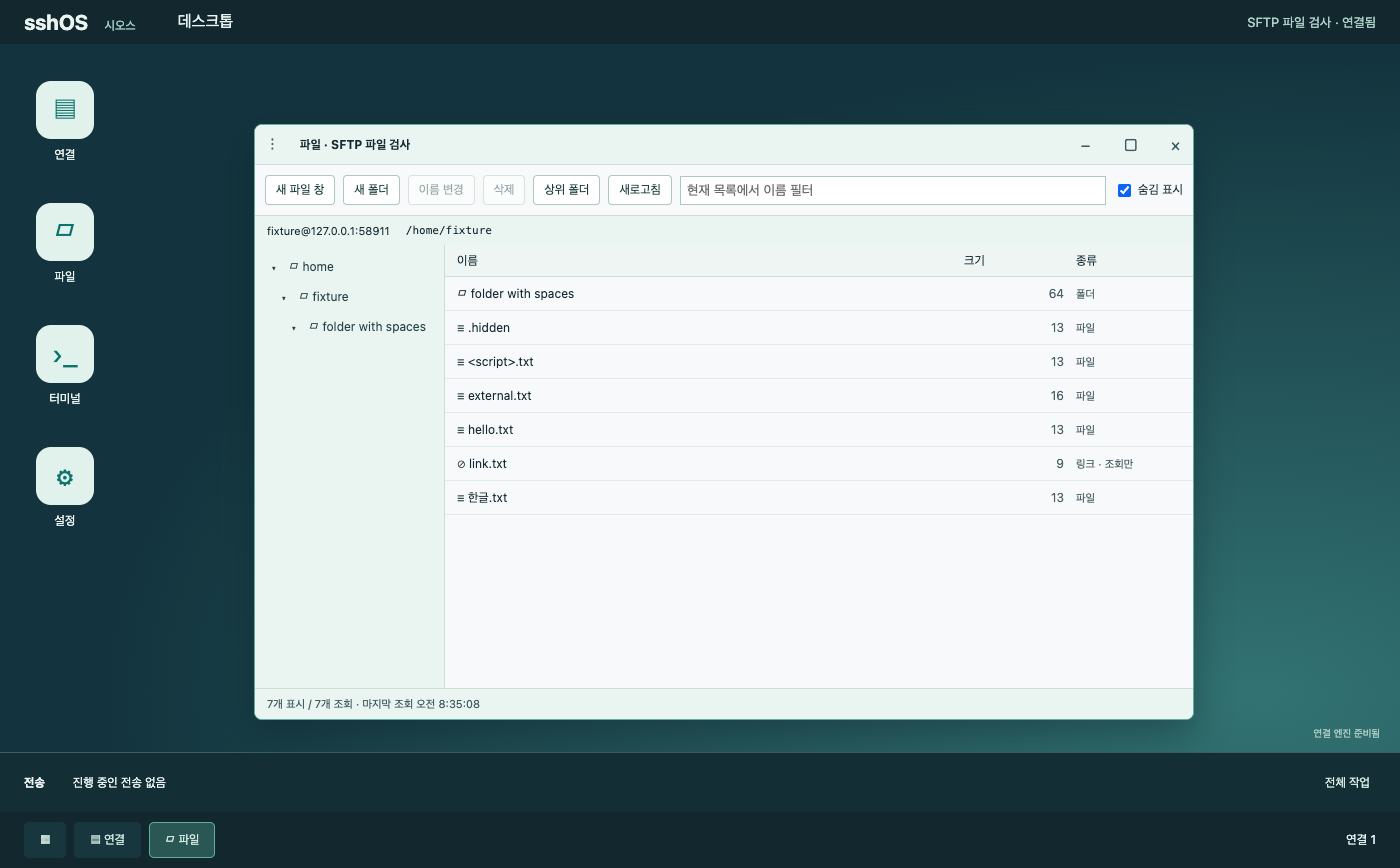 sshOS 시오스 데스크톱 SFTP 파일 검사 · 연결됨
연결
파일
터미널
설정
파일 · SFTP 파일 검사
새 파일 창 새 폴더 이름 변경 삭제 상위 폴더 새로고침 현재 목록에서 이름 필터 숨김 표시
fixture@127.0.0.1:58911 /home/fixture
home
fixture
folder with spaces
이름 크기 종류
folder with spaces 64 폴더
.hidden 13 파일
<script>.txt 13 파일
external.txt 16 파일
hello.txt 13 파일
link.txt 9 링크 · 조회만
한글.txt 13 파일
7개 표시 / 7개 조회 · 마지막 조회 오전 8:35:08
연결 엔진 준비됨
전송 진행 중인 전송 없음 전체 작업
연결 파일 연결 1